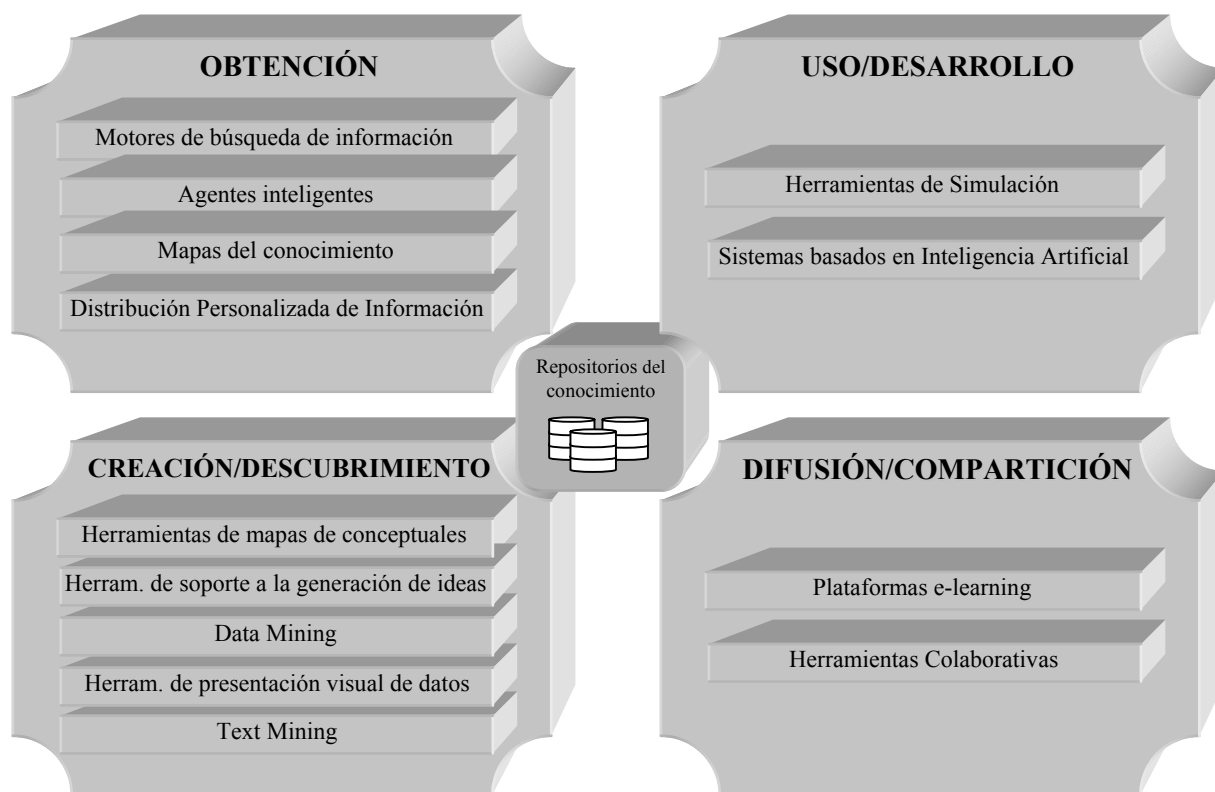 OBTENCIÓN
Motores de búsqueda de información
Agentes inteligentes
Mapas del conocimiento
Distribución Personalizada de Información
USO/DESARROLLO
Herramientas de Simulación
Sistemas basados en Inteligencia Artificial
Repositorios del
conocimiento
CREACIÓN/DESCUBRIMIENTO
Herramientas de mapas de conceptuales
Herram. de soporte a la generación de ideas
Data Mining
Herram. de presentación visual de datos
Text Mining
DIFUSIÓN/COMPARTICIÓN
Plataformas e-learning
Herramientas Colaborativas